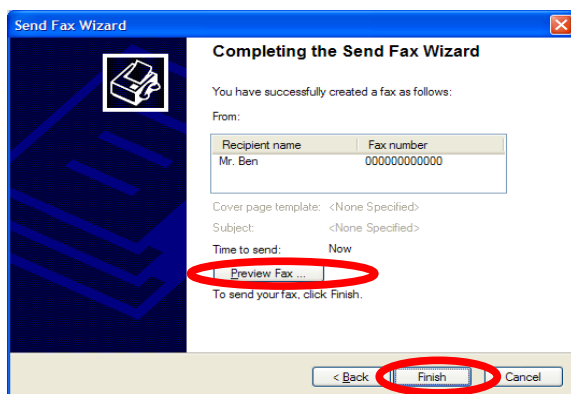 Send Fax Wizard
Completing the Send Fax Wizard
You have successfully created a fax as follows:
From:
Recipient name Fax number
Mr. Ben 000000000000
Cover page template: <None Specified>
Subject: <None Specified>
Time to send: Now
Preview Fax ...
To send your fax, click Finish.
< Back Finish Cancel